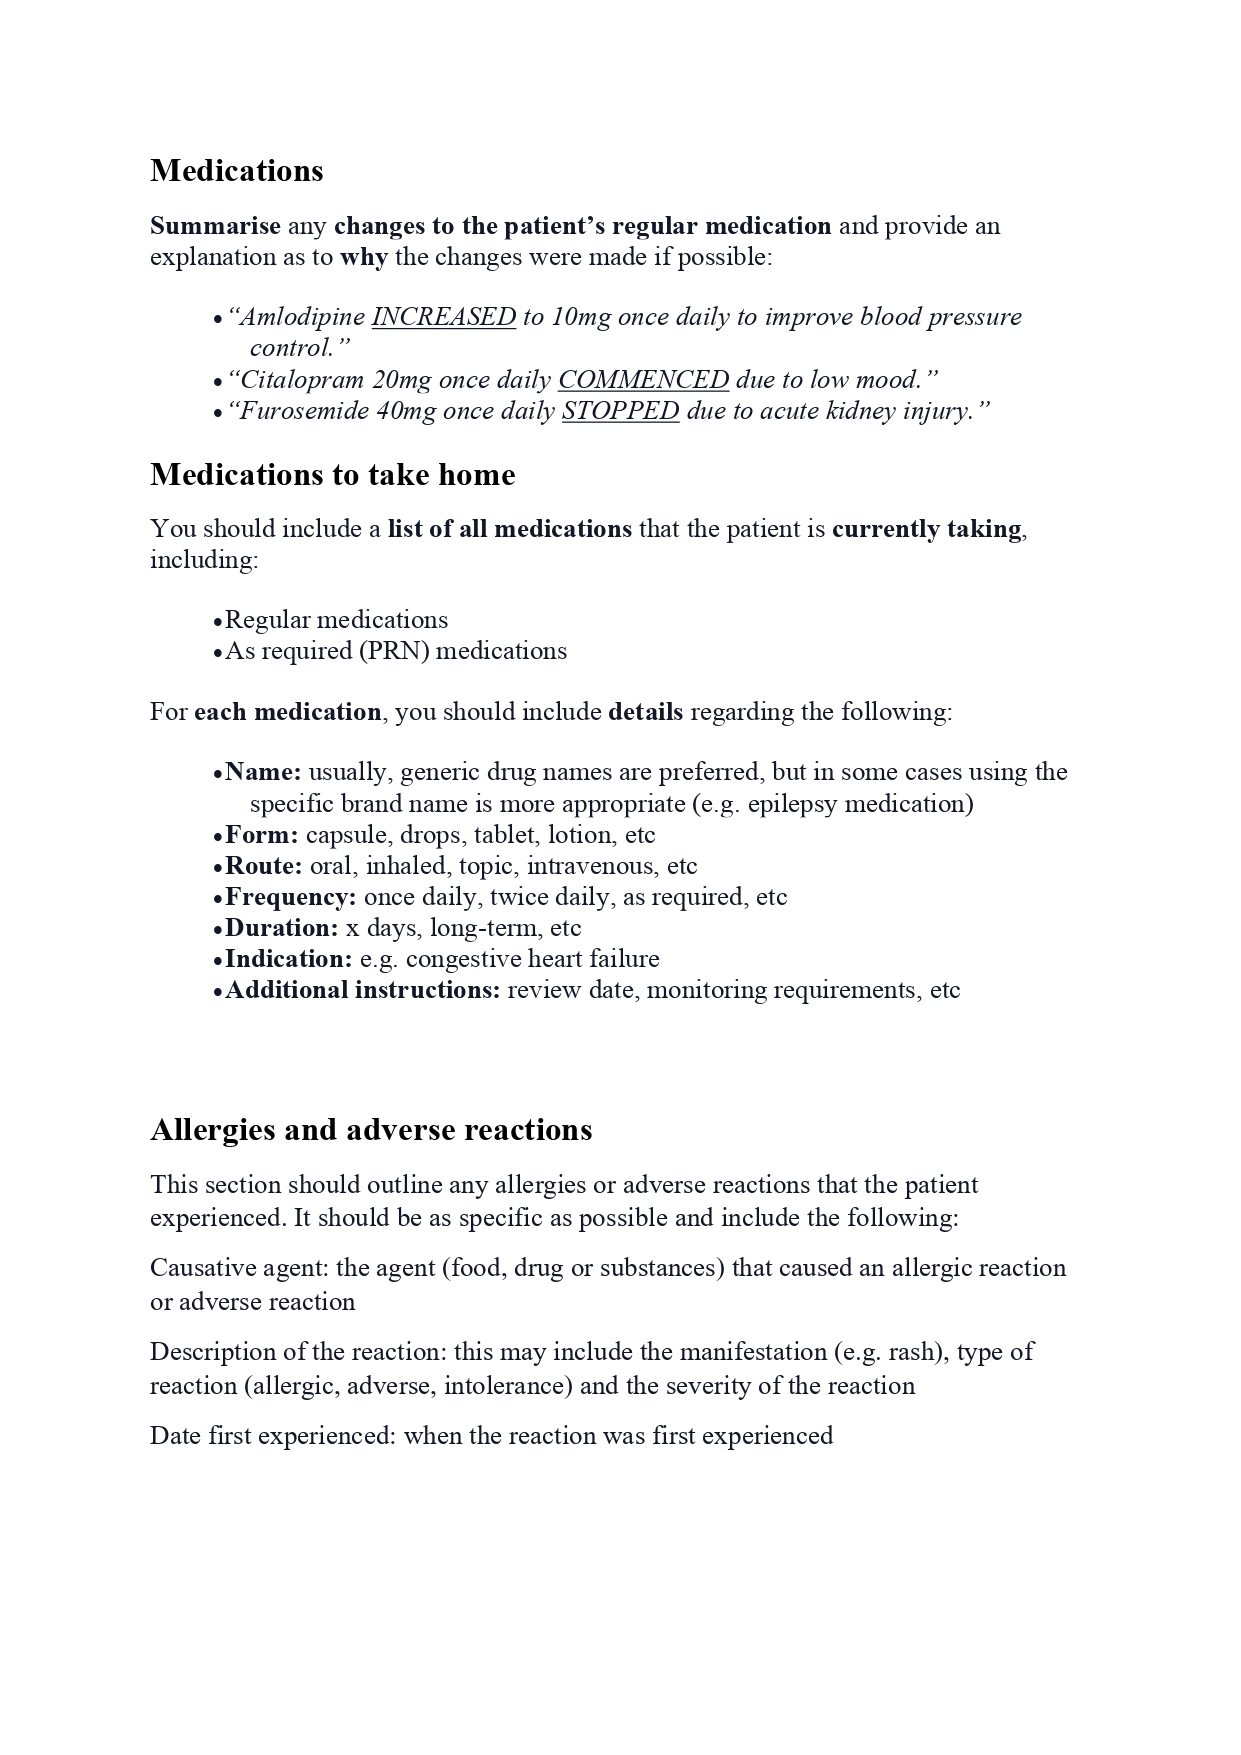 Medications
Summarise any changes to the patient’s regular medication and provide an
explanation as to why the changes were made if possible:
•“Amlodipine INCREASED to 10mg once daily to improve blood pressure
control.”
•“Citalopram 20mg once daily COMMENCED due to low mood.”
•“Furosemide 40mg once daily STOPPED due to acute kidney injury.”
Medications to take home
You should include a list of all medications that the patient is currently taking,
including:
•Regular medications
•As required (PRN) medications
For each medication, you should include details regarding the following:
•Name: usually, generic drug names are preferred, but in some cases using the
specific brand name is more appropriate (e.g. epilepsy medication)
•Form: capsule, drops, tablet, lotion, etc
•Route: oral, inhaled, topic, intravenous, etc
•Frequency: once daily, twice daily, as required, etc
•Duration: x days, long-term, etc
•Indication: e.g. congestive heart failure
•Additional instructions: review date, monitoring requirements, etc
Allergies and adverse reactions
This section should outline any allergies or adverse reactions that the patient
experienced. It should be as specific as possible and include the following:
Causative agent: the agent (food, drug or substances) that caused an allergic reaction
or adverse reaction
Description of the reaction: this may include the manifestation (e.g. rash), type of
reaction (allergic, adverse, intolerance) and the severity of the reaction
Date first experienced: when the reaction was first experienced